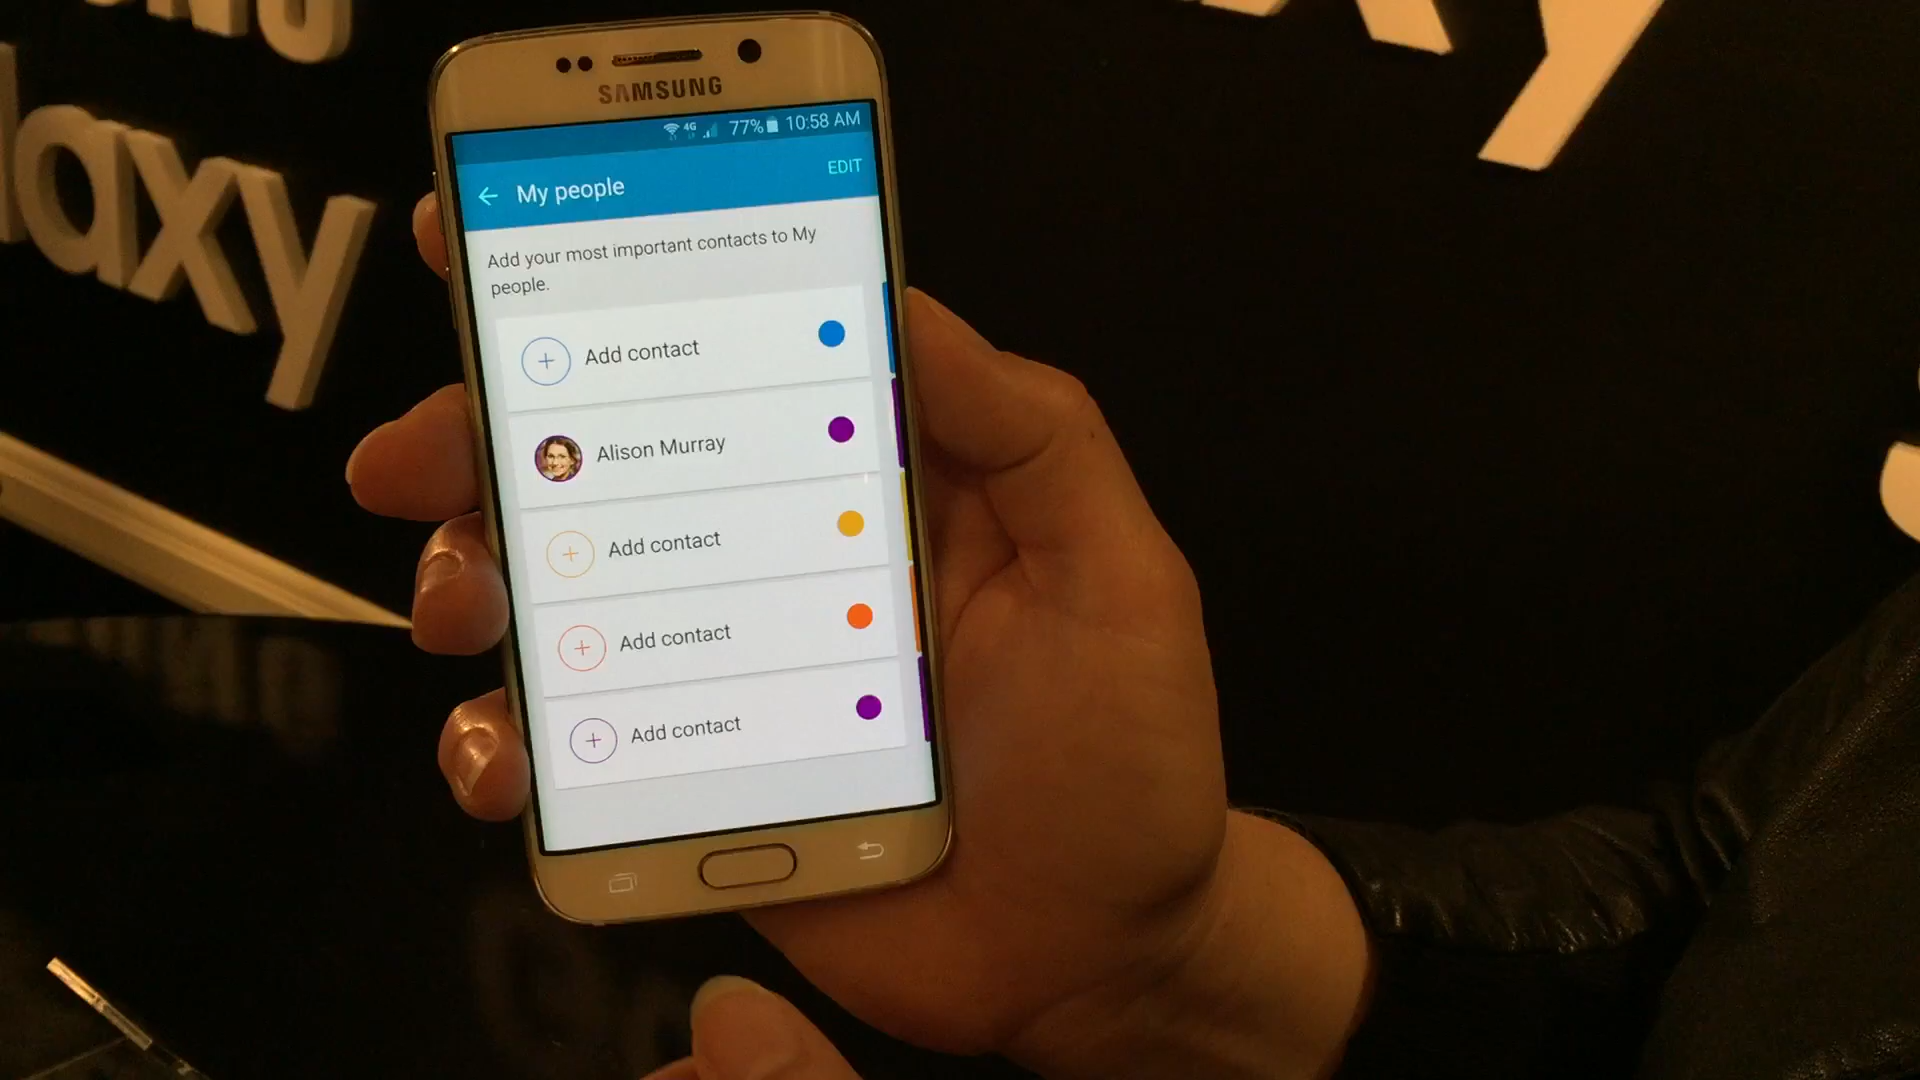 SAMSUNG
4G 77% 10:58 AM
My people
EDIT
Add your most important contacts to My
people.
Add contact
Alison Murray
Add contact
Add contact
Add contact
laxy